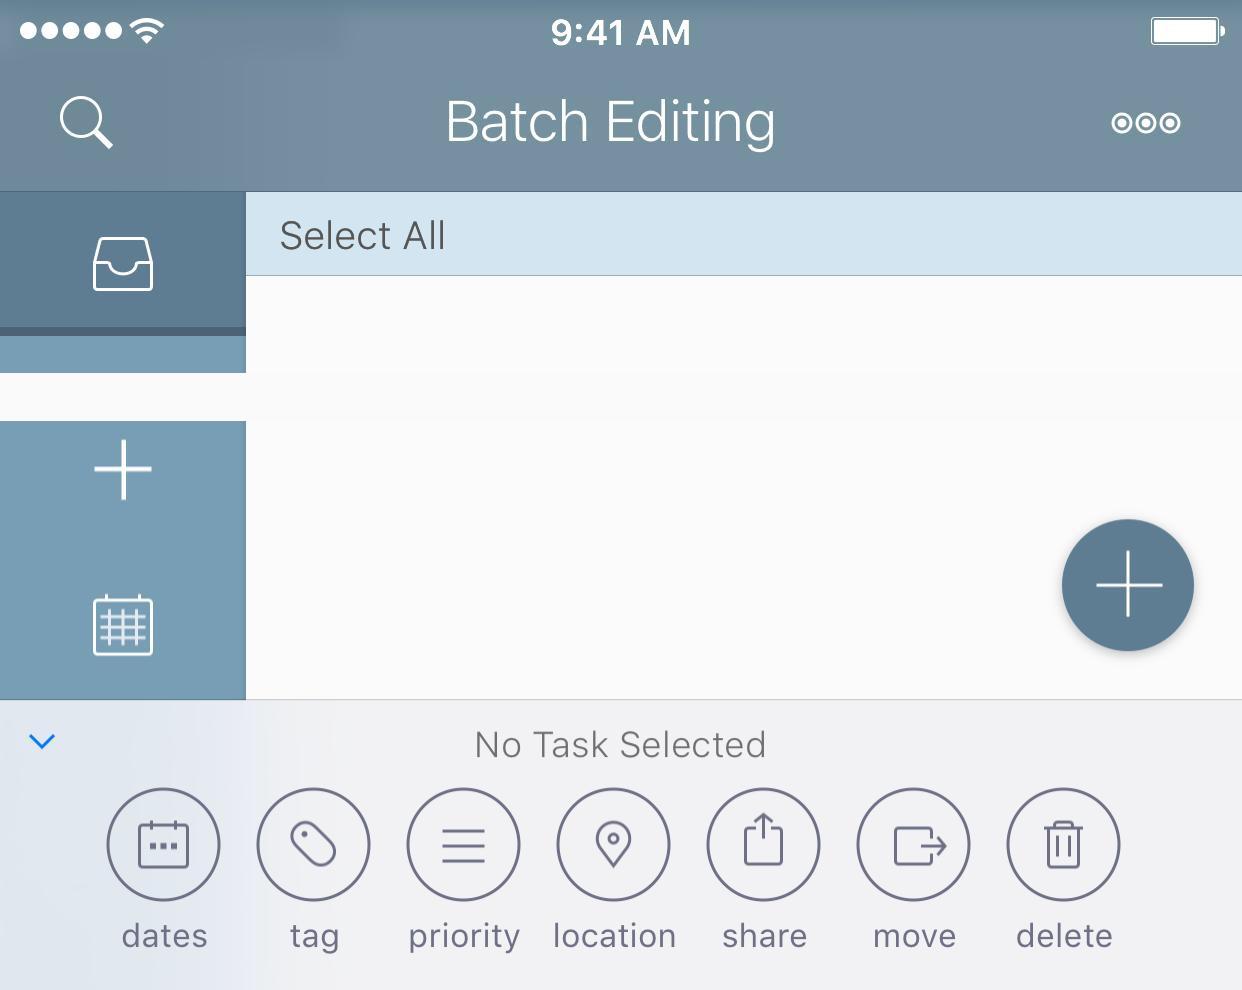 9:41 AM
Batch Editing
Select All
No Task Selected
dates tag priority location share move delete